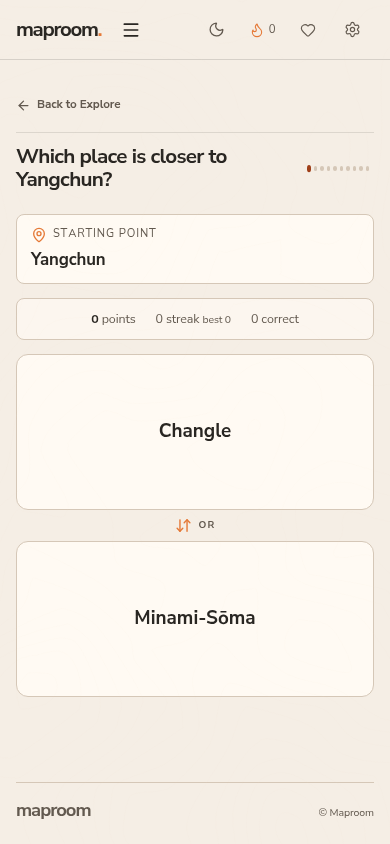 maproom.
0
Back to Explore
Which place is closer to
Yangchun?
STARTING POINT
Yangchun
0 points 0 streak best 0 0 correct
Changle
OR
Minami-Sōma
maproom
© Maproom